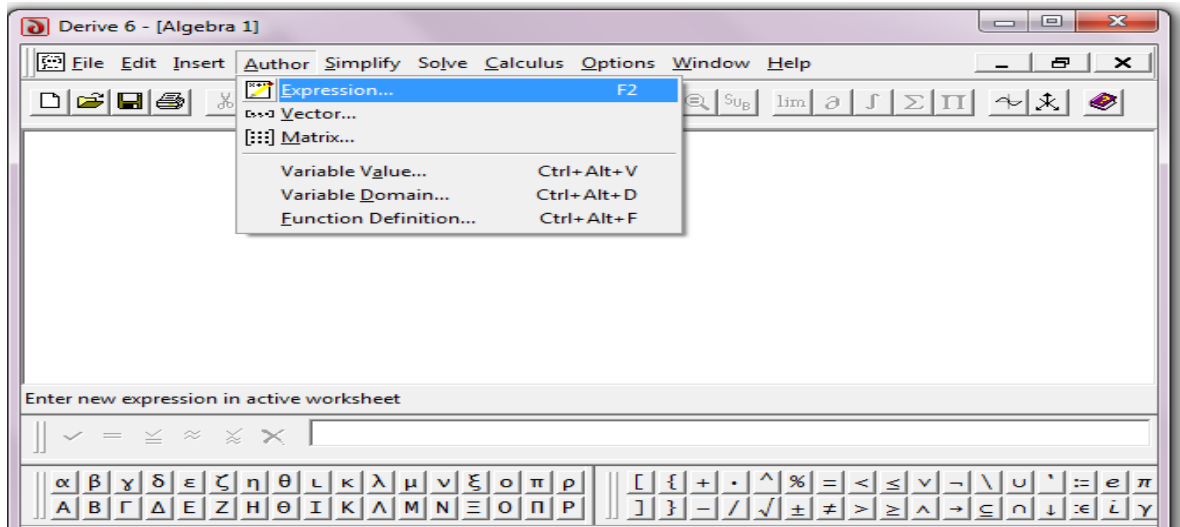 Derive 6 - [Algebra 1]
File Edit Insert Author Simplify Solve Calculus Options Window Help
Expression... F2
Vector...
Matrix...
Variable Value... Ctrl+Alt+V
Variable Domain... Ctrl+Alt+D
Function Definition... Ctrl+Alt+F
SUB lim ∂ ∫ ∑ ∏
Enter new expression in active worksheet
✓ = ≈
α β γ δ ε ζ η θ ι κ λ μ ν ξ ο π ρ [ { + · ^ % = < ≤ ∨ ¬ \ ∪ ' := e π
Α Β Γ Δ Ε Ζ Η Θ Ι Κ Λ Μ Ν Ξ Ο Π Ρ ] } − / √ ± ≠ > ≥ ∧ → ⊆ ∩ ↓ :∈ i γ